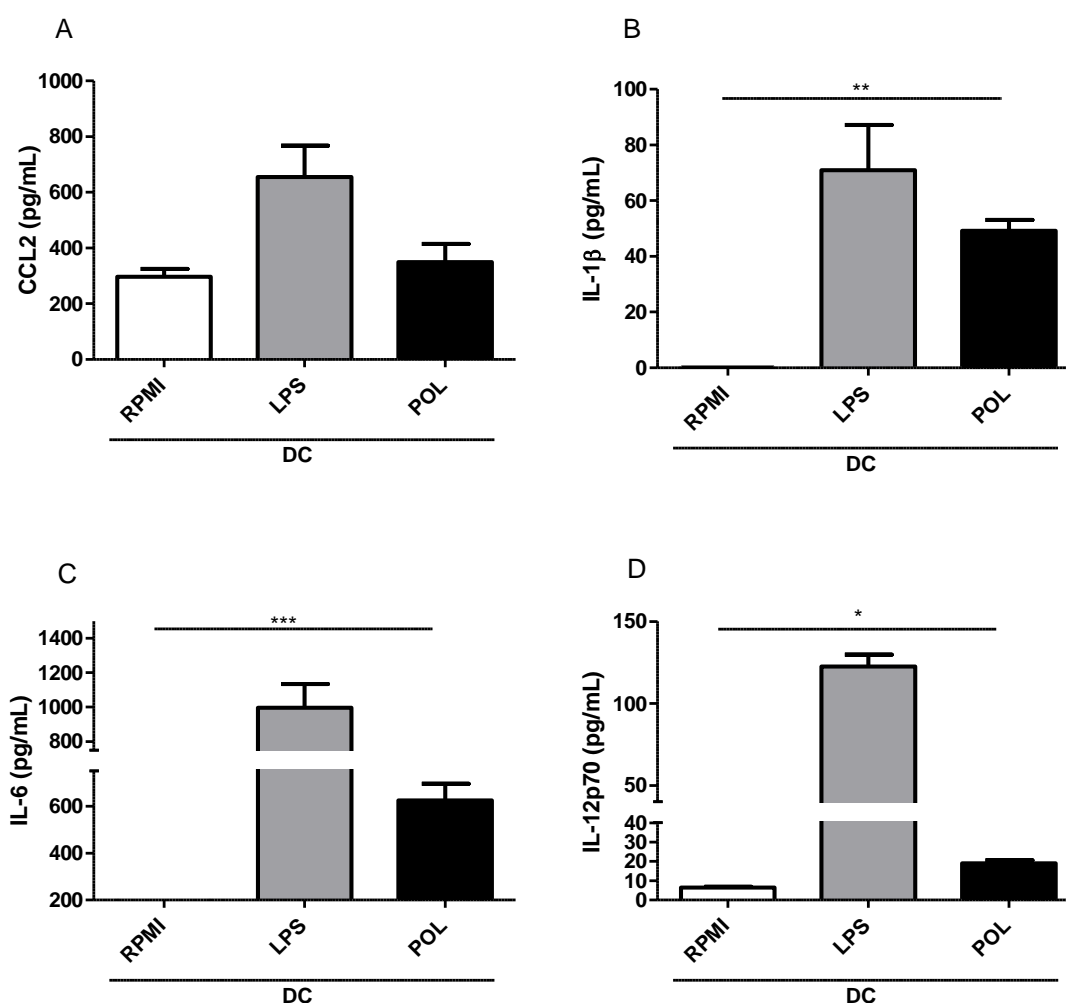 A
CCL2 (pg/mL)
1000
800
600
400
200
0
RPMI
LPS
POL
DC
B
IL-1β (pg/mL)
100
80
60
40
20
0
**
RPMI
LPS
POL
DC
C
IL-6 (pg/mL)
1400
1200
1000
800
600
400
200
***
RPMI
LPS
POL
DC
D
IL-12p70 (pg/mL)
150
100
50
40
30
20
10
0
*
RPMI
LPS
POL
DC